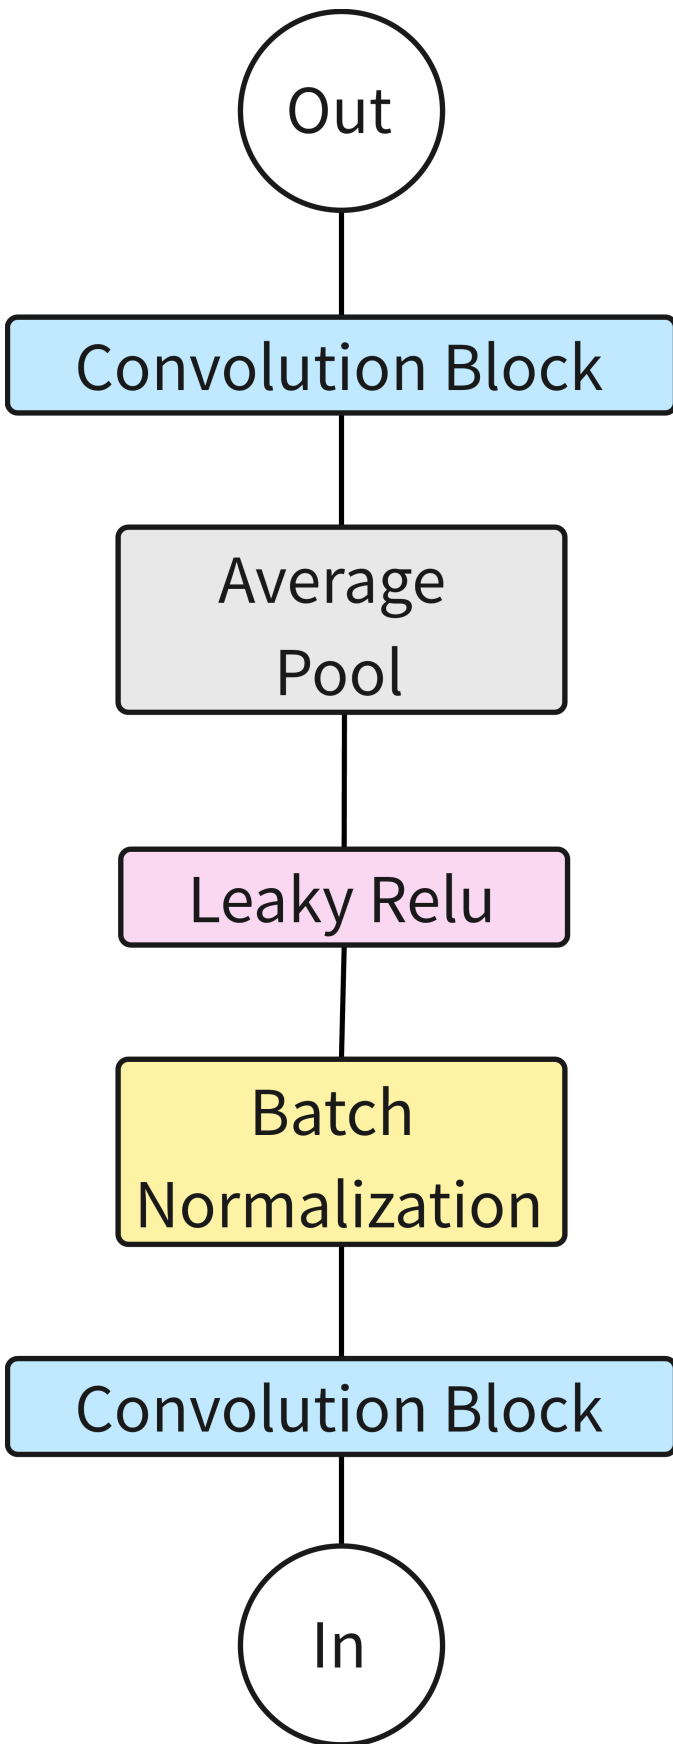 Out
Convolution Block
Average
Pool
Leaky Relu
Batch
Normalization
Convolution Block
In